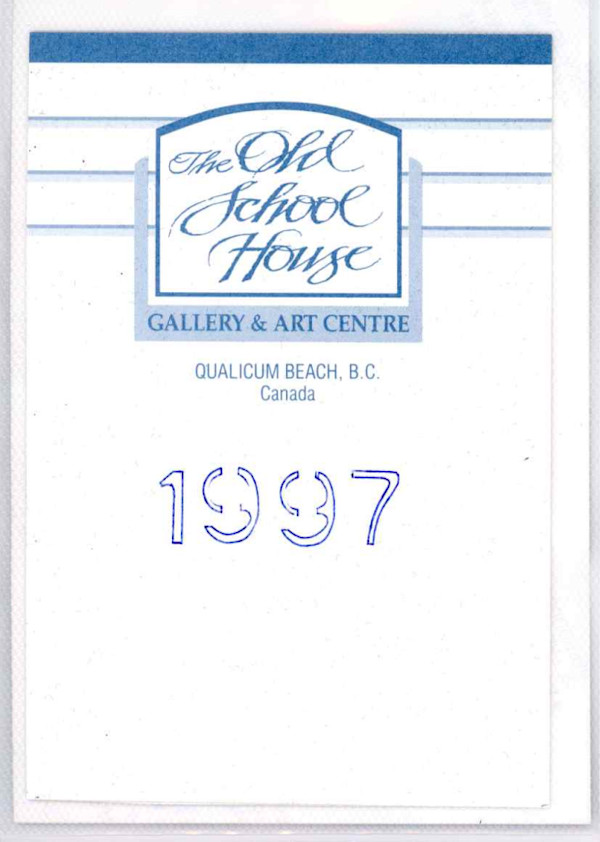 The Old
School
House
GALLERY & ART CENTRE
QUALICUM BEACH, B.C.
Canada
1997